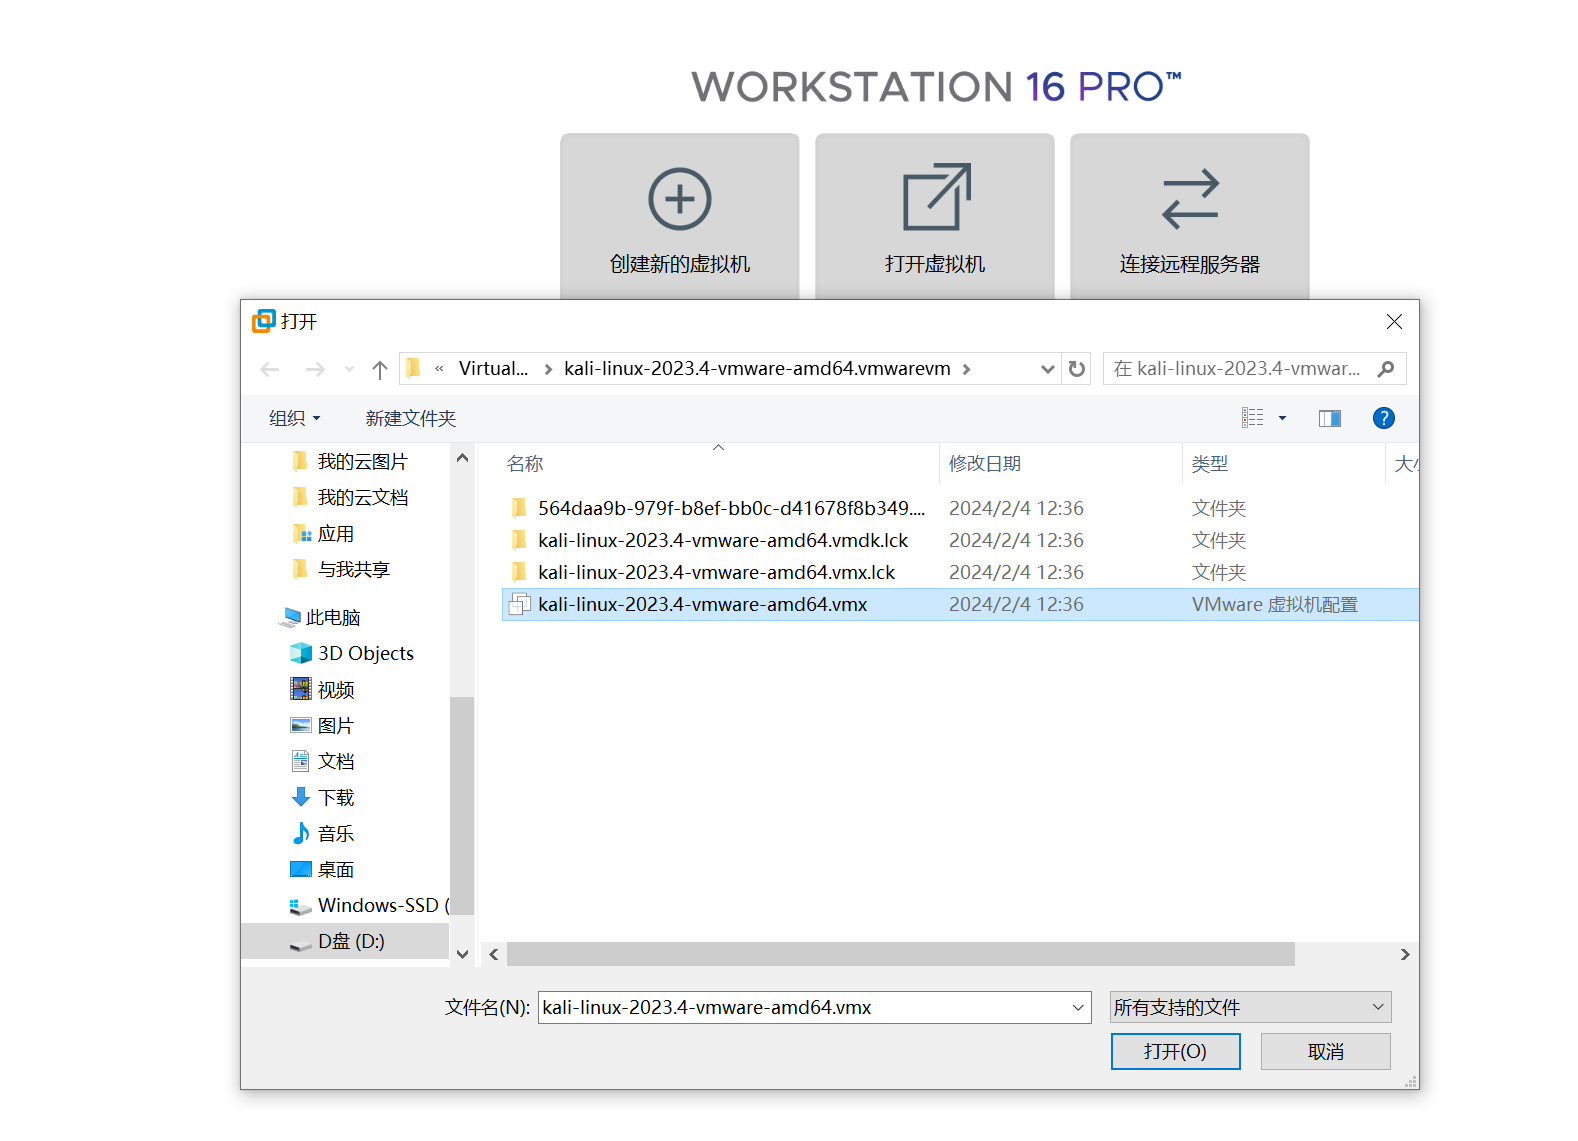 WORKSTATION 16 PRO™
创建新的虚拟机
打开虚拟机
连接远程服务器
打开
« Virtual... › kali-linux-2023.4-vmware-amd64.vmwarevm ›
在 kali-linux-2023.4-vmwar...
组织
新建文件夹
我的云图片
我的云文档
应用
与我共享
此电脑
3D Objects
视频
图片
文档
下载
音乐
桌面
Windows-SSD (
D盘 (D:)
名称 修改日期 类型 大小
564daa9b-979f-b8ef-bb0c-d41678f8b349.... 2024/2/4 12:36 文件夹
kali-linux-2023.4-vmware-amd64.vmdk.lck 2024/2/4 12:36 文件夹
kali-linux-2023.4-vmware-amd64.vmx.lck 2024/2/4 12:36 文件夹
kali-linux-2023.4-vmware-amd64.vmx 2024/2/4 12:36 VMware 虚拟机配置
文件名(N): kali-linux-2023.4-vmware-amd64.vmx
所有支持的文件
打开(O)
取消